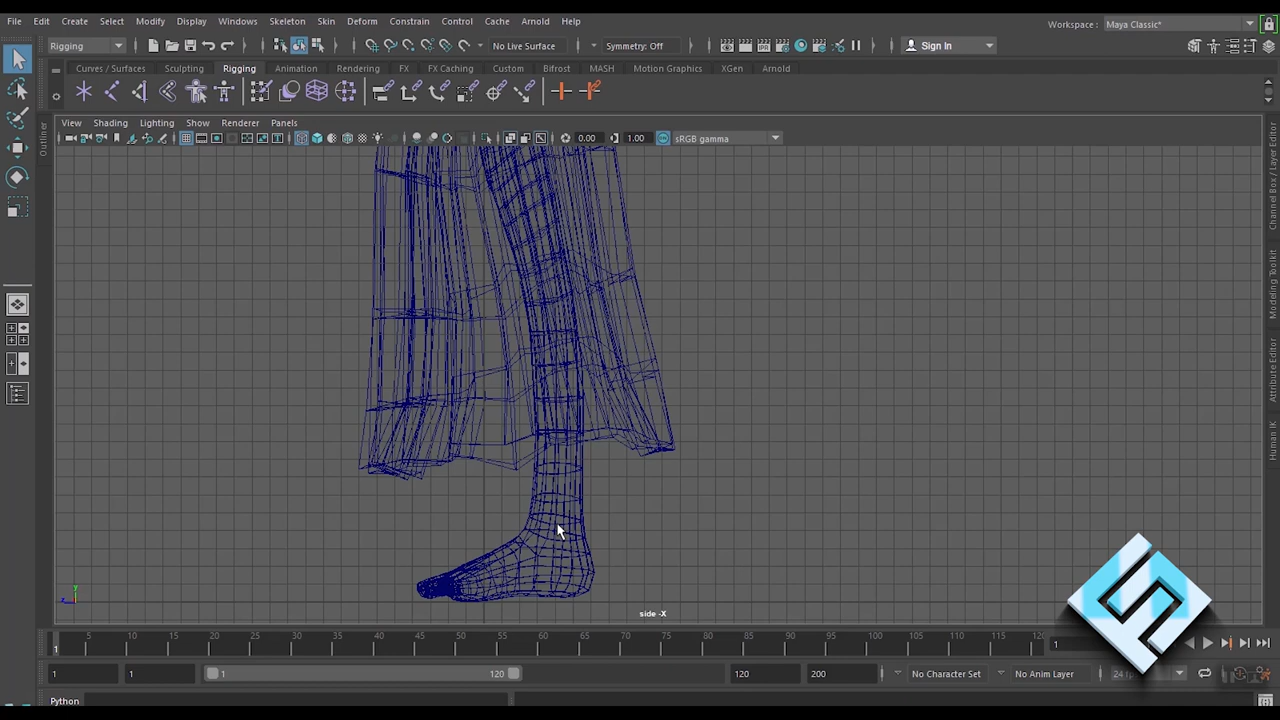 File Edit Create Select Modify Display Windows Skeleton Skin Deform Constrain Control Cache Arnold Help
Workspace : Maya Classic*
Rigging No Live Surface Symmetry: Off Sign In
Curves / Surfaces Sculpting Rigging Animation Rendering FX FX Caching Custom Bifrost MASH Motion Graphics XGen Arnold
View Shading Lighting Show Renderer Panels
0.00 1.00 sRGB gamma
Outliner
Channel Box / Layer Editor
Modeling Toolkit
Attribute Editor
Human IK
y
z
side -X
5 10 15 20 25 30 35 40 45 50 55 60 65 70 75 80 85 90 95 100 105 110 115 120
1 1
1 1 1 120 120 200 No Character Set No Anim Layer
Python